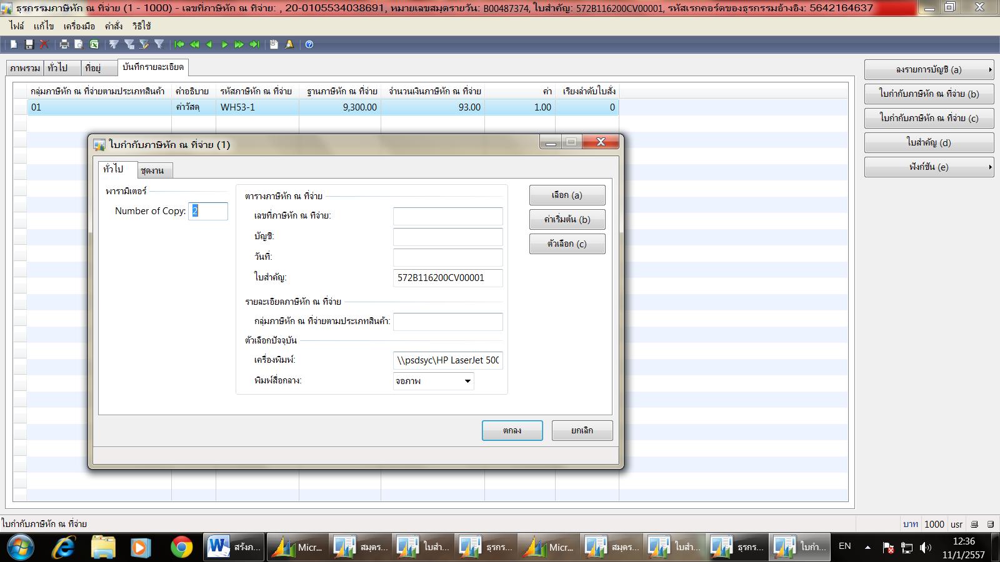 ธุรกรรมภาษีหัก ณ ที่จ่าย (1 - 1000) - เลขที่ภาษีหัก ณ ที่จ่าย: , 20-0105534038691, หมายเลขสมุดรายวัน: B00487374, ใบสำคัญ: 572B116200CV00001, รหัสเรกคอร์ดของธุรกรรมอ้างอิง: 5642164637
ไฟล์ แก้ไข เครื่องมือ คำสั่ง วิธีใช้
ภาพรวม ทั่วไป ที่อยู่ บันทึกรายละเอียด
กลุ่มภาษีหัก ณ ที่จ่ายตามประเภทสินค้า คำอธิบาย รหัสภาษีหัก ณ ที่จ่าย ฐานภาษีหัก ณ ที่จ่าย จำนวนเงินภาษีหัก ณ ที่จ่าย ค่า เรียงลำดับใบสั่ง
01 ค่าวัสดุ WH53-1 9,300.00 93.00 1.00 0
ลงรายการบัญชี (a)
ใบกำกับภาษีหัก ณ ที่จ่าย (b)
ใบกำกับภาษีหัก ณ ที่จ่าย (c)
ใบสำคัญ (d)
ฟังก์ชัน (e)
ใบกำกับภาษีหัก ณ ที่จ่าย (1)
ทั่วไป ชุดงาน
พารามิเตอร์
Number of Copy: 2
ตารางภาษีหัก ณ ที่จ่าย
เลขที่ภาษีหัก ณ ที่จ่าย:
บัญชี:
วันที่:
ใบสำคัญ: 572B116200CV00001
รายละเอียดภาษีหัก ณ ที่จ่าย
กลุ่มภาษีหัก ณ ที่จ่ายตามประเภทสินค้า:
ตัวเลือกปัจจุบัน
เครื่องพิมพ์: \\psdsyc\HP LaserJet 500
พิมพ์สื่อกลาง: จอภาพ
เลือก (a)
ค่าเริ่มต้น (b)
ตัวเลือก (c)
ตกลง ยกเลิก
ใบกำกับภาษีหัก ณ ที่จ่าย บาท 1000 usr
สร้งภ... Micr... สมุดร... ใบสำ... ธุรกร... Micr... สมุดร... ใบสำ... ธุรกร... ใบกำ... EN 12:36
11/1/2557